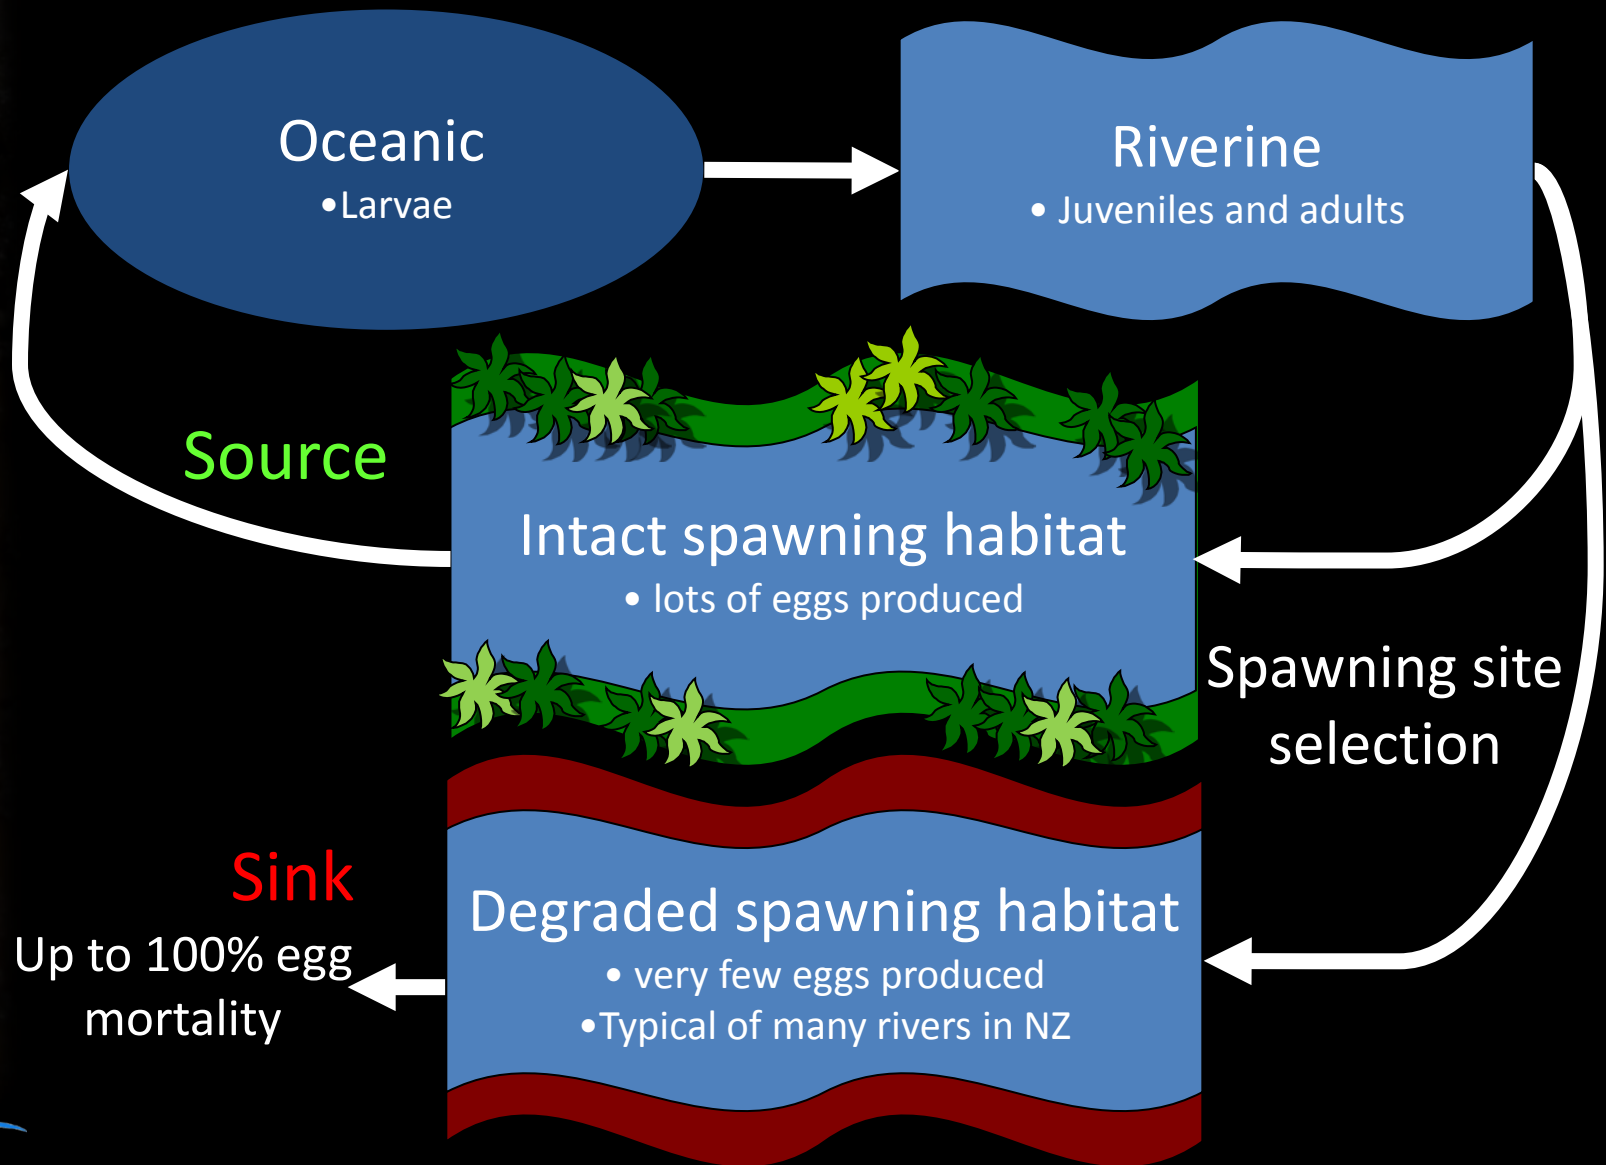 Oceanic
•Larvae
Riverine
• Juveniles and adults
Source
Intact spawning habitat
• lots of eggs produced
Spawning site
selection
Sink
Up to 100% egg
mortality
Degraded spawning habitat
• very few eggs produced
•Typical of many rivers in NZ